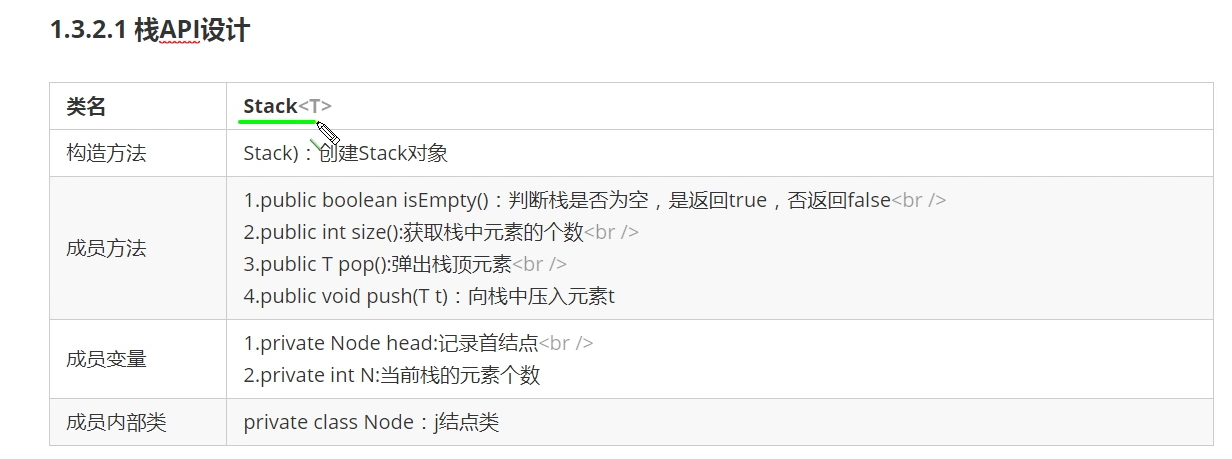 1.3.2.1 栈API设计
类名
Stack<T>
构造方法
Stack)：创建Stack对象
成员方法
1.public boolean isEmpty()：判断栈是否为空，是返回true，否返回false<br />
2.public int size():获取栈中元素的个数<br />
3.public T pop():弹出栈顶元素<br />
4.public void push(T t)：向栈中压入元素t
成员变量
1.private Node head:记录首结点<br />
2.private int N:当前栈的元素个数
成员内部类
private class Node：j结点类